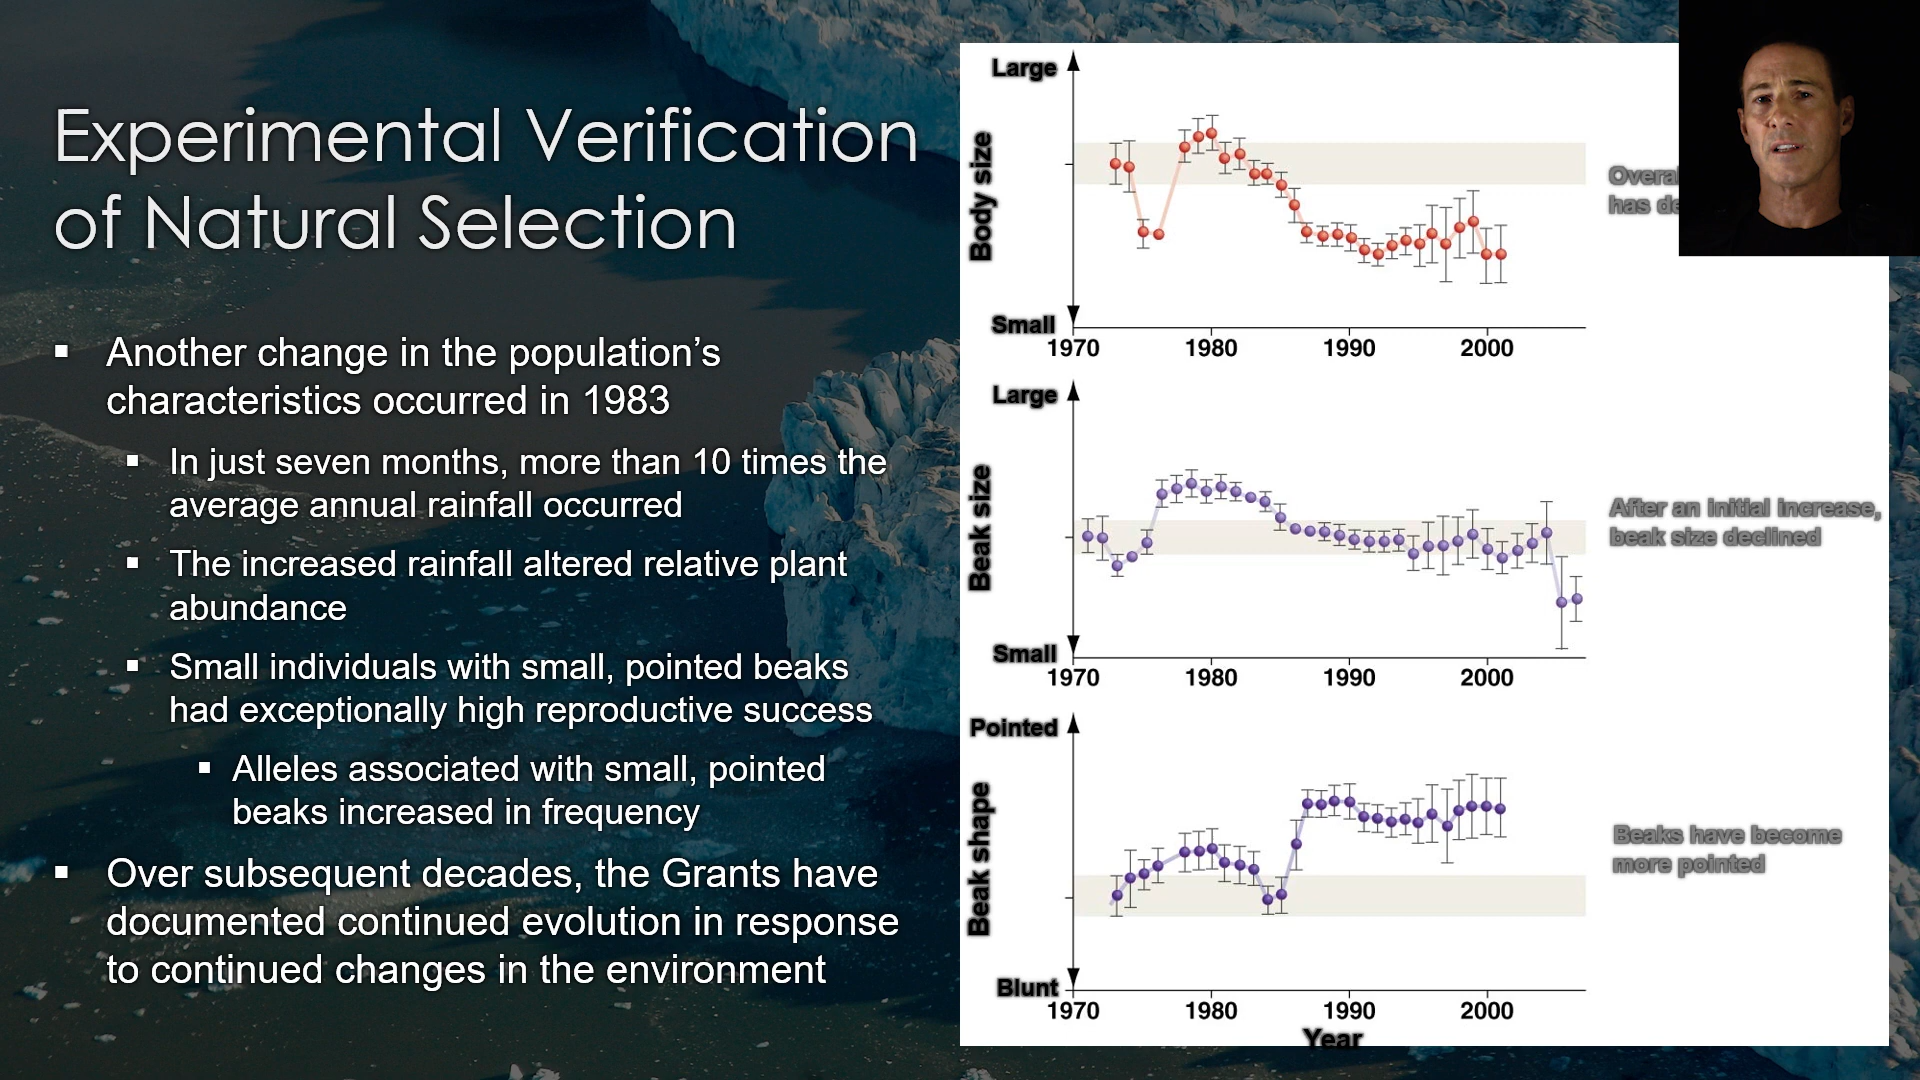 Experimental Verification
of Natural Selection
▪ Another change in the population’s
characteristics occurred in 1983
▪ In just seven months, more than 10 times the
average annual rainfall occurred
▪ The increased rainfall altered relative plant
abundance
▪ Small individuals with small, pointed beaks
had exceptionally high reproductive success
▪ Alleles associated with small, pointed
beaks increased in frequency
▪ Over subsequent decades, the Grants have
documented continued evolution in response
to continued changes in the environment
Large
Body size
Small
1970 1980 1990 2000
has
Large
Beak size
Small
1970 1980 1990 2000
After an initial increase,
beak size declined
Pointed
Beak shape
Blunt
1970 1980 1990 2000
Year
Beaks have become
more pointed